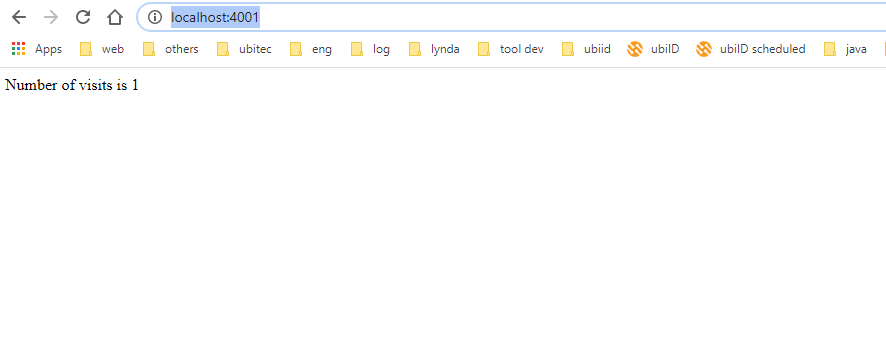 localhost:4001
Apps web others ubitec eng log lynda tool dev ubiid ubiID ubiID scheduled java
Number of visits is 1